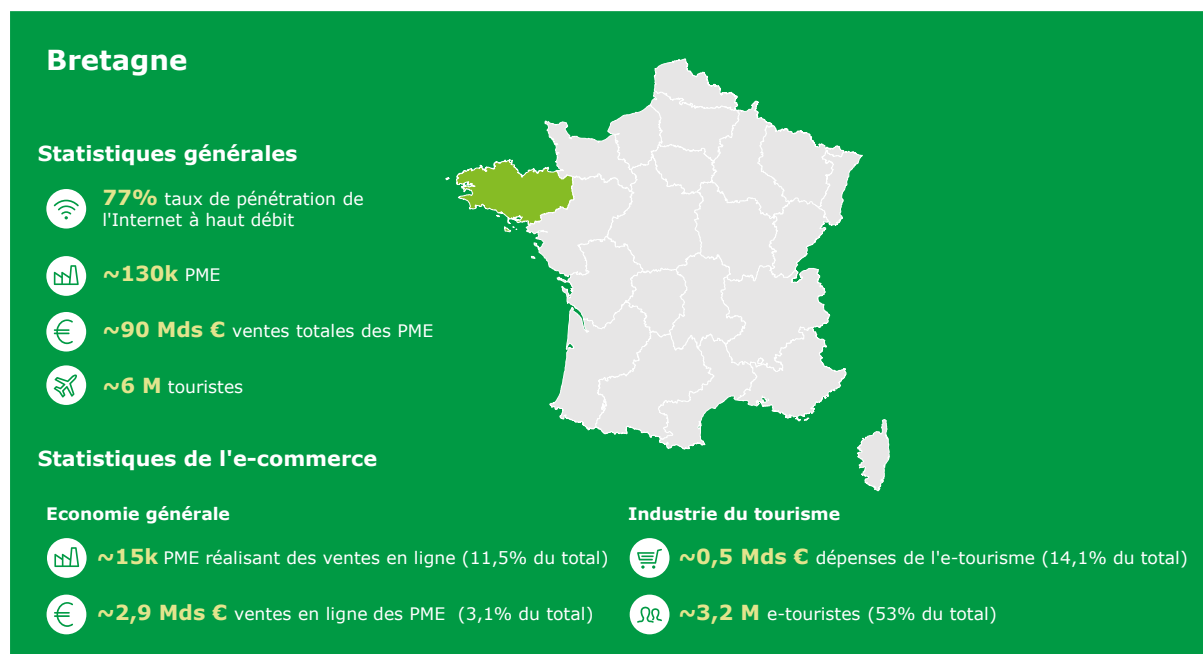 Bretagne
Statistiques générales
77% taux de pénétration de
l'Internet à haut débit
~130k PME
~90 Mds € ventes totales des PME
~6 M touristes
Statistiques de l'e-commerce
Economie générale
~15k PME réalisant des ventes en ligne (11,5% du total)
~2,9 Mds € ventes en ligne des PME (3,1% du total)
Industrie du tourisme
~0,5 Mds € dépenses de l'e-tourisme (14,1% du total)
~3,2 M e-touristes (53% du total)